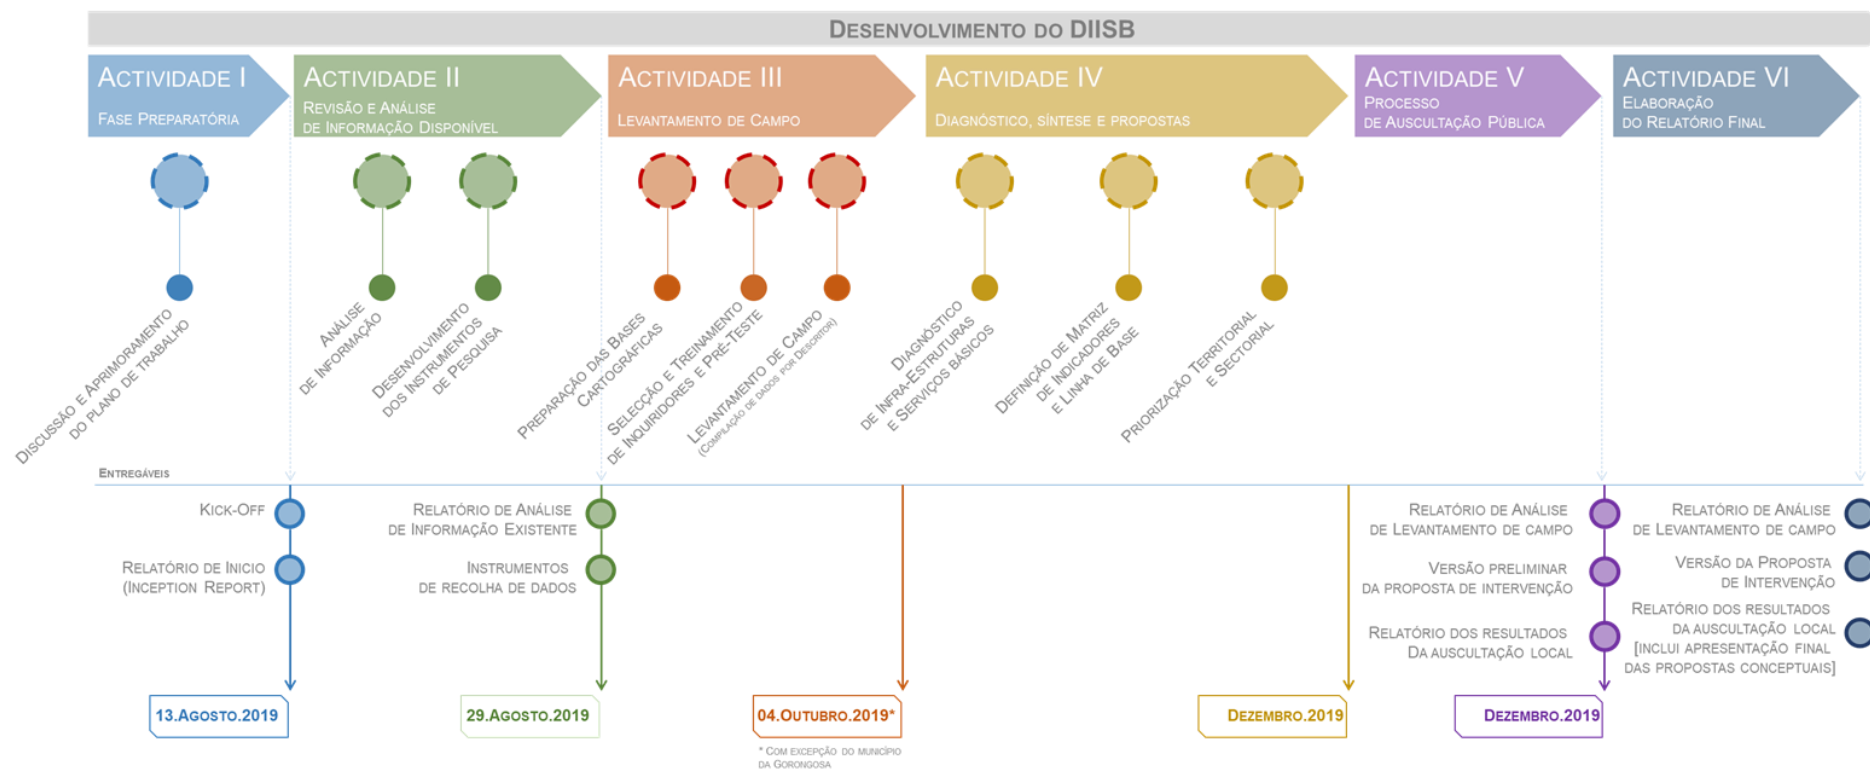 Desenvolvimento do DIISB
Actividade I
Fase Preparatória
Actividade II
Revisão e Análise
de Informação Disponível
Actividade III
Levantamento de Campo
Actividade IV
Diagnóstico, síntese e propostas
Actividade V
Processo
de Auscultação Pública
Actividade VI
Elaboração
do Relatório Final
Discussão e Aprimoramento
do plano de trabalho
Análise
de Informação
Desenvolvimento
dos Instrumentos
de Pesquisa
Preparação das Bases
Cartográficas
Selecção e Treinamento
de Inquiridores e Pré-Teste
Levantamento de Campo
(Compilação de dados por Descritor)
Diagnóstico
de Infra-Estruturas
e Serviços básicos
Definição de Matriz
de Indicadores
e Linha de Base
Priorização Territorial
e Sectorial
Entregáveis
Kick-Off
Relatório de Inicio
(Inception Report)
Relatório de Análise
de Informação Existente
Instrumentos
de recolha de dados
Relatório de Análise
de Levantamento de campo
Versão preliminar
da proposta de intervenção
Relatório dos resultados
Da auscultação local
Relatório de Análise
de Levantamento de campo
Versão da Proposta
de Intervenção
Relatório dos resultados
da auscultação local
[inclui apresentação final
das propostas conceptuais]
13.Agosto.2019
29.Agosto.2019
04.Outubro.2019*
* Com excepção do município
da Gorongosa
Dezembro.2019
Dezembro.2019